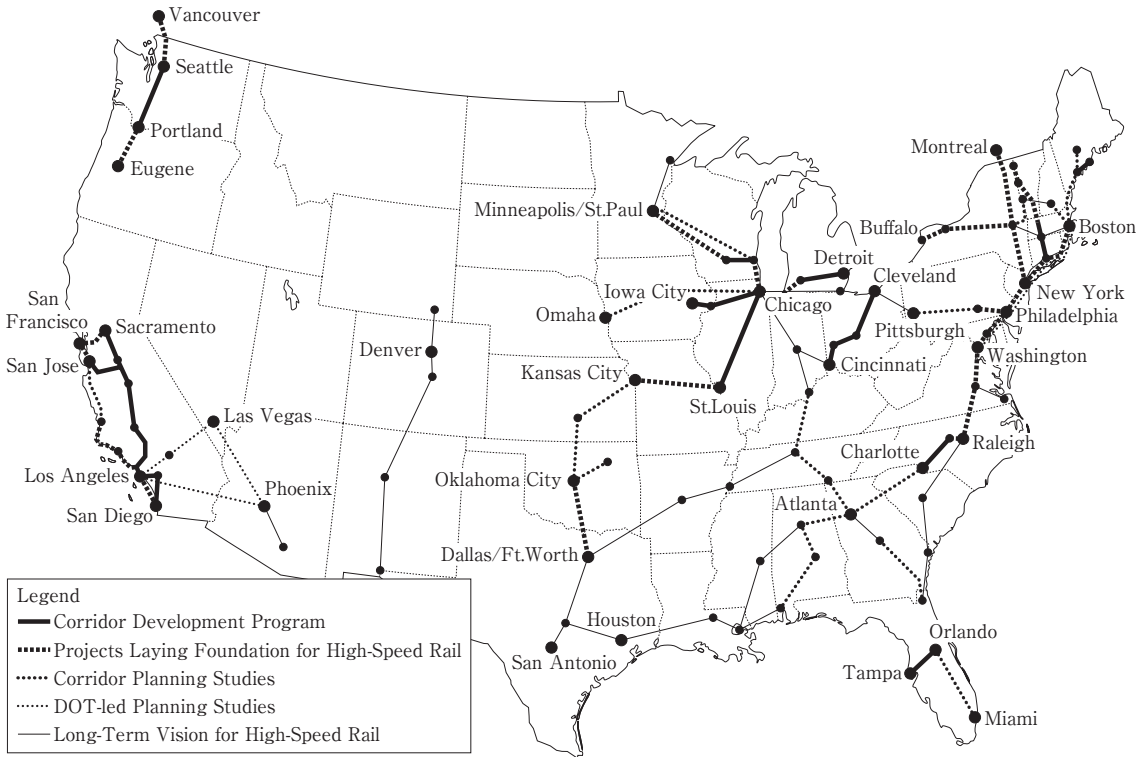 Vancouver
Seattle
Portland
Eugene
Montreal
Minneapolis/St.Paul
Buffalo
Boston
Detroit
Cleveland
Iowa City
Chicago
New York
San
Francisco
Sacramento
Omaha
Pittsburgh
Philadelphia
Denver
Washington
San Jose
Kansas City
Cincinnati
St.Louis
Las Vegas
Raleigh
Charlotte
Los Angeles
Oklahoma City
Phoenix
San Diego
Atlanta
Dallas/Ft.Worth
Legend
Corridor Development Program
Projects Laying Foundation for High-Speed Rail
Corridor Planning Studies
DOT-led Planning Studies
Long-Term Vision for High-Speed Rail
Houston
San Antonio
Orlando
Tampa
Miami